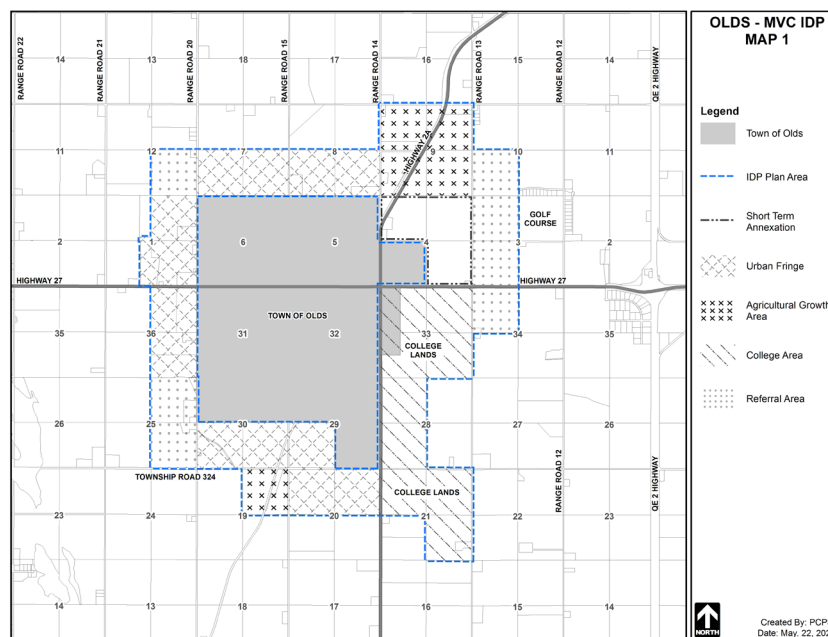 RANGE ROAD 22
RANGE ROAD 21
RANGE ROAD 20
RANGE ROAD 15
RANGE ROAD 14
RANGE ROAD 13
RANGE ROAD 12
QE 2 HIGHWAY
14 13 18 17 16 15 14
HIGHWAY 2A
11 12 7 8 9 10 11
GOLF
COURSE
2 1 6 5 4 3 2
HIGHWAY 27
HIGHWAY 27
TOWN OF OLDS
35 36 31 32 33 34 35
COLLEGE
LANDS
26 25 30 29 28 27 26
TOWNSHIP ROAD 324
COLLEGE LANDS
RANGE ROAD 12
QE 2 HIGHWAY
23 24 19 20 21 22 23
14 13 18 17 16 15 14
OLDS - MVC IDP
MAP 1
Legend
Town of Olds
IDP Plan Area
Short Term
Annexation
Urban Fringe
Agricultural Growth
Area
College Area
Referral Area
NORTH
Created By: PCP
Date: May. 22, 202